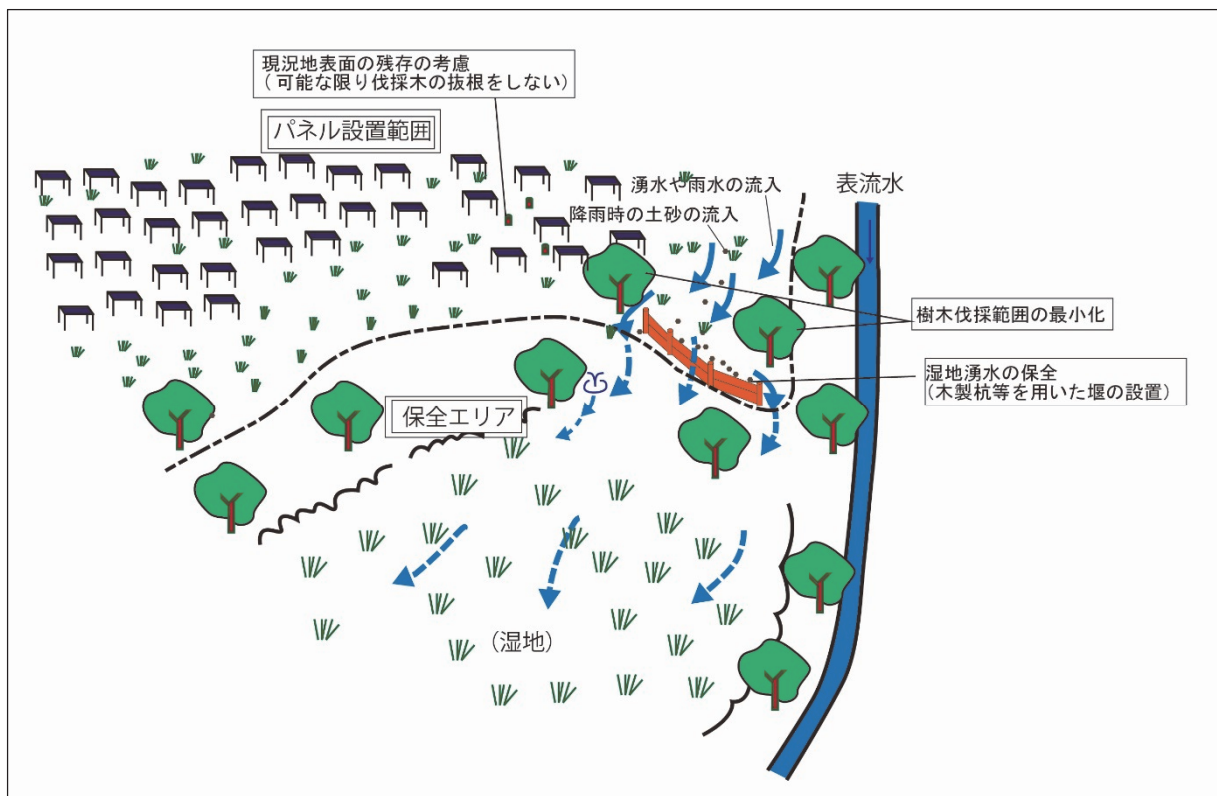 現況地表面の残存の考慮
（可能な限り伐採木の抜根をしない）
パネル設置範囲
湧水や雨水の流入
降雨時の土砂の流入
表流水
樹木伐採範囲の最小化
湿地湧水の保全
（木製杭等を用いた堰の設置）
保全エリア
（湿地）